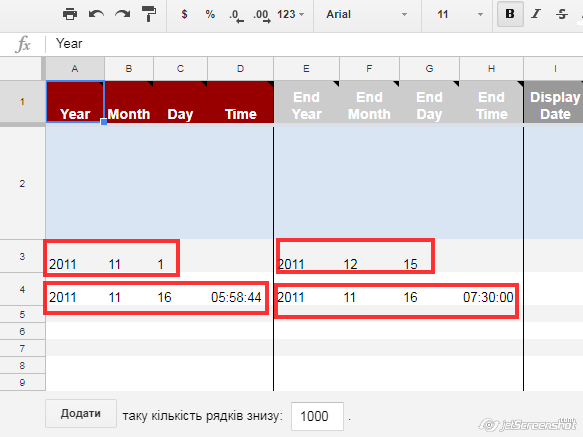 $ % .0 .00 123 Arial 11 B I S
fx Year
A B C D E F G H I
1 Year Month Day Time End Year End Month End Day End Time Display Date
2
3 2011 11 1 2011 12 15
4 2011 11 16 05:58:44 2011 11 16 07:30:00
5
6
7
8
9
Додати таку кількість рядків знизу: 1000 .
jetScreenshot